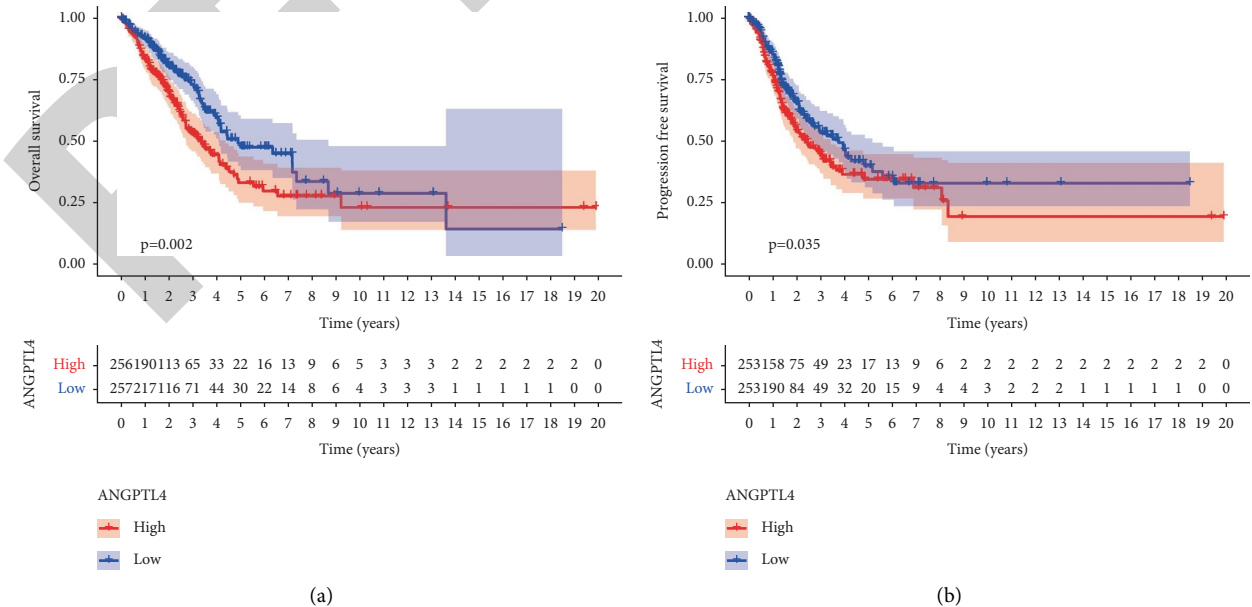 1.00
0.75
0.50
0.25
0.00
Overall survival
p=0.002
0 1 2 3 4 5 6 7 8 9 10 11 12 13 14 15 16 17 18 19 20
Time (years)
ANGPTL4
High 256 190 113 65 33 22 16 13 9 6 5 3 3 3 2 2 2 2 2 2 0
Low 257 217 116 71 44 30 22 14 8 6 4 3 3 3 1 1 1 1 1 0 0
0 1 2 3 4 5 6 7 8 9 10 11 12 13 14 15 16 17 18 19 20
Time (years)
ANGPTL4
High
Low
(a)
1.00
0.75
0.50
0.25
0.00
Progression free survival
p=0.035
0 1 2 3 4 5 6 7 8 9 10 11 12 13 14 15 16 17 18 19 20
Time (years)
ANGPTL4
High 253 158 75 49 23 17 13 9 6 2 2 2 2 2 2 2 2 2 2 2 0
Low 253 190 84 49 32 20 15 9 4 4 3 2 2 2 1 1 1 1 1 0 0
0 1 2 3 4 5 6 7 8 9 10 11 12 13 14 15 16 17 18 19 20
Time (years)
ANGPTL4
High
Low
(b)